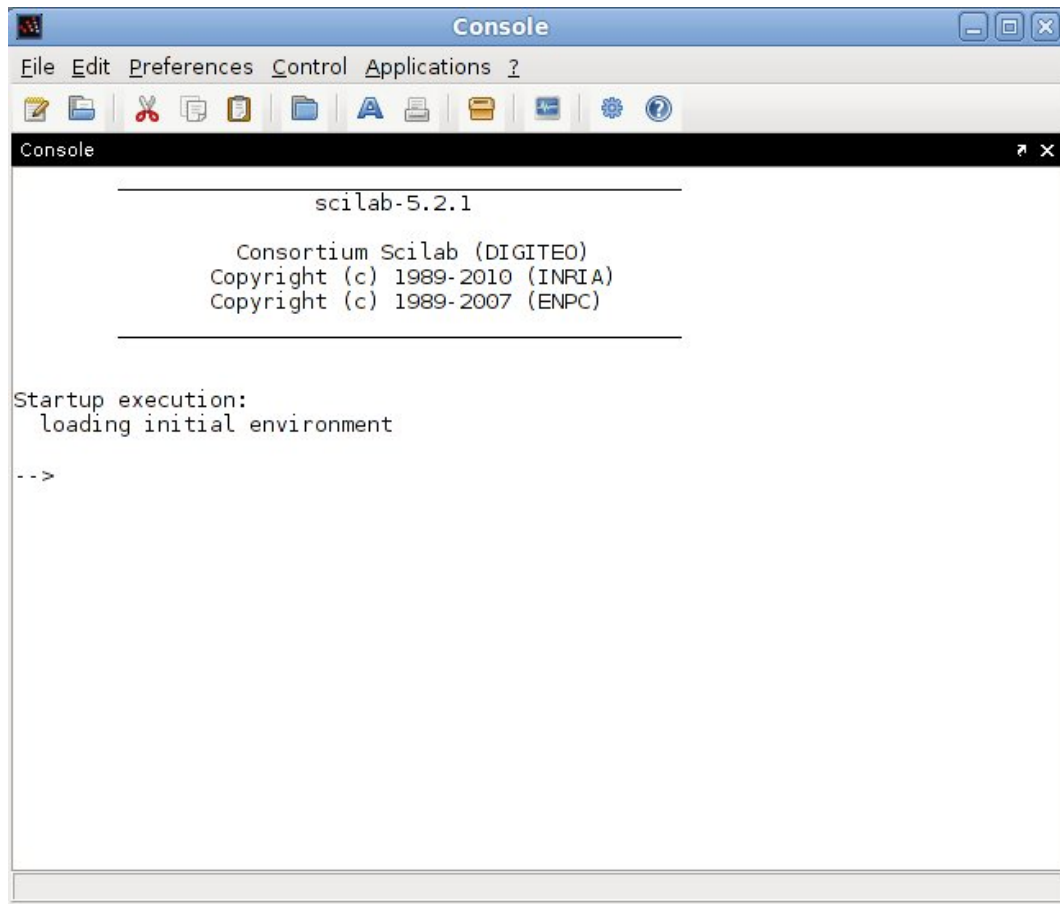 Console
File Edit Preferences Control Applications ?
Console
scilab-5.2.1
Consortium Scilab (DIGITEO)
Copyright (c) 1989-2010 (INRIA)
Copyright (c) 1989-2007 (ENPC)
Startup execution:
loading initial environment
-->